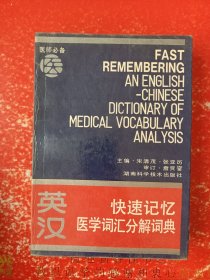 医师必备
FAST
REMEMBERING
AN ENGLISH
-CHINESE
DICTIONARY OF
MEDICAL VOCABULARY
ANALYSIS
湖南科学技术出版社
英汉
快速记忆
医学词汇分解词典